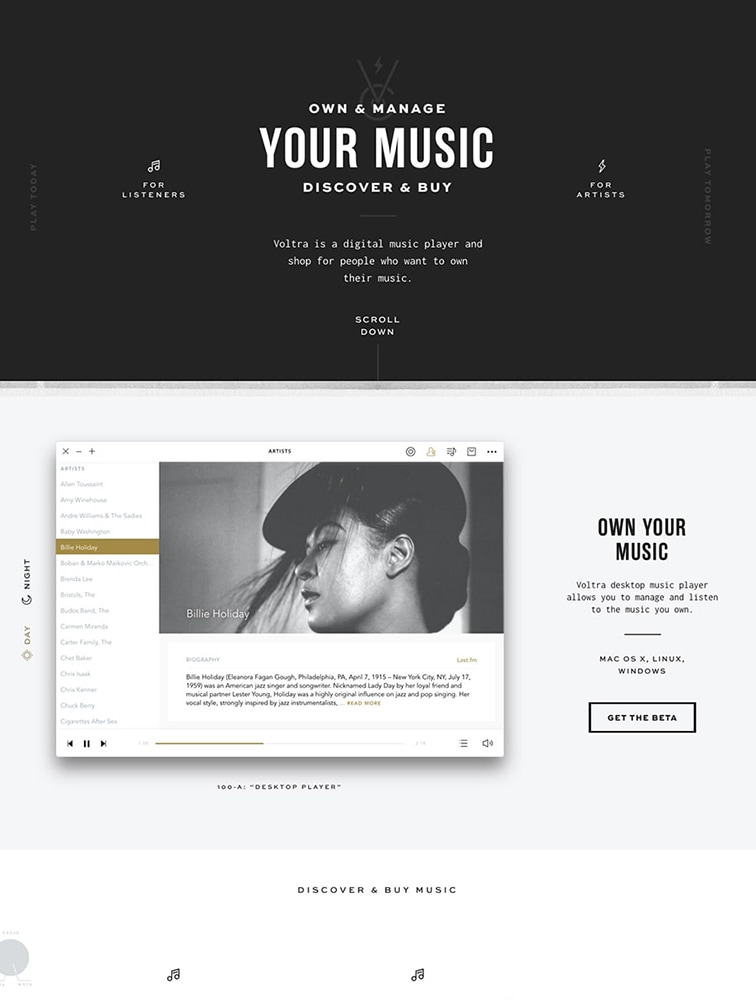 OWN & MANAGE
YOUR MUSIC
DISCOVER & BUY
PLAY TODAY
FOR
LISTENERS
FOR
ARTISTS
PLAY TOMORROW
Voltra is a digital music player and
shop for people who want to own
their music.
SCROLL
DOWN
ARTISTS
ARTISTS
Allen Toussaint
Amy Winehouse
Andre Williams & The Sadies
Baby Washington
Billie Holiday
Boban & Marko Markovic Orch...
Brenda Lee
Bristols, The
Budos Band, The
Carmen Miranda
Carter Family, The
Chet Baker
Chris Isaak
Chris Kenner
Chuck Berry
Cigarettes After Sex
Billie Holiday
BIOGRAPHY
Last.fm
Billie Holiday (Eleanora Fagan Gough, Philadelphia, PA, April 7, 1915 – New York City, NY, July 17,
1959) was an American jazz singer and songwriter. Nicknamed Lady Day by her loyal friend and
musical partner Lester Young, Holiday was a highly original influence on jazz and pop singing. Her
vocal style, strongly inspired by jazz instrumentalists, ... READ MORE
NIGHT
DAY
100-A: "DESKTOP PLAYER"
OWN YOUR
MUSIC
Voltra desktop music player
allows you to manage and listen
to the music you own.
MAC OS X, LINUX,
WINDOWS
GET THE BETA
DISCOVER & BUY MUSIC